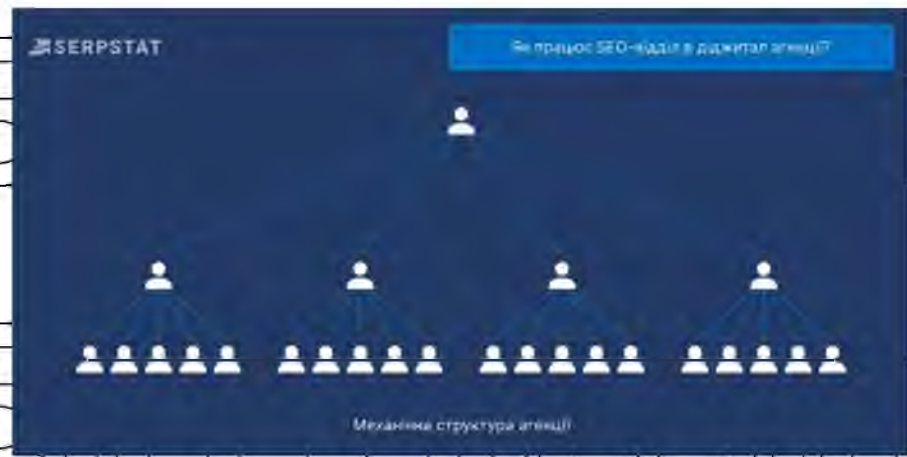 SERPSTAT
Як працює SEO-відділ в діджитал агенції?
Механічна структура агенції